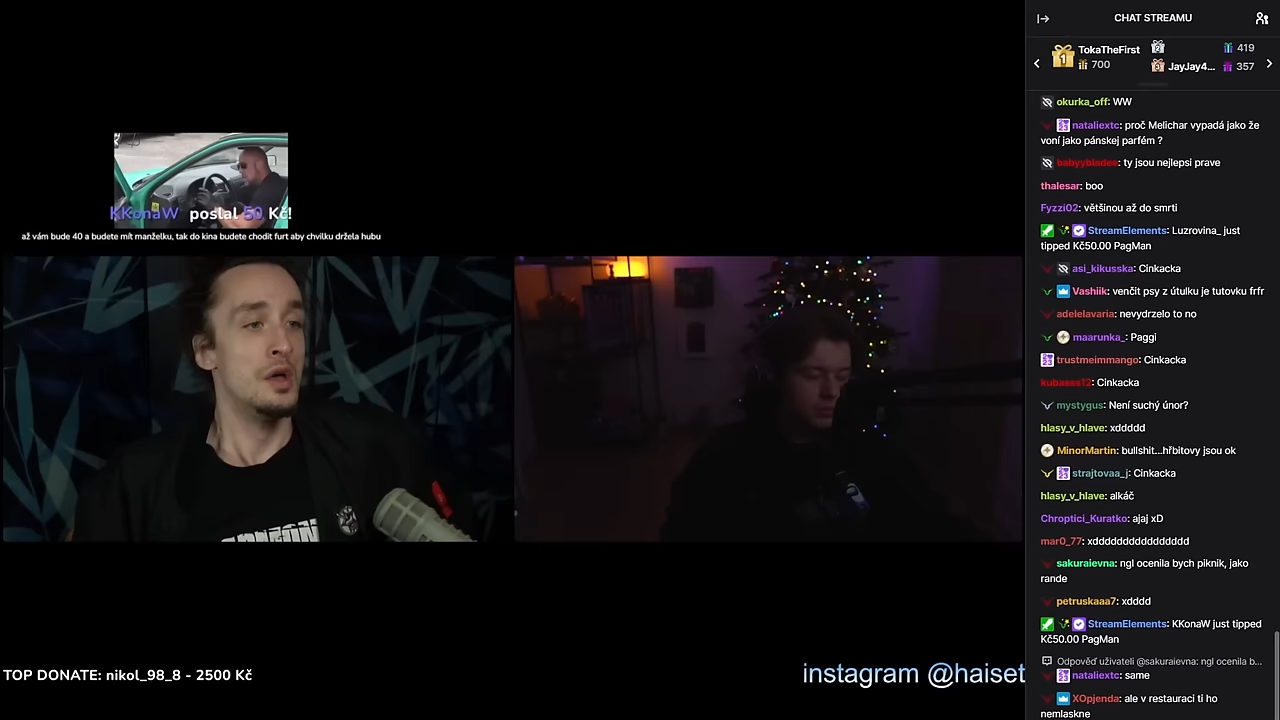 CHAT STREAMU
TokaTheFirst
700
419
JayJay4...
357
okurka_off: WW
nataliextc: proč Melichar vypadá jako že
voní jako pánskej parfém ?
babyybladee: ty jsou nejlepsi prave
thalesar: boo
Fyzzi02: většinou až do smrti
StreamElements: Luzrovina_ just
tipped Kč50.00 PagMan
asi_kikusska: Cinkacka
Vashiik: venčit psy z útulku je tutovku frfr
adelelavaria: nevydrzelo to no
maarunka_: Paggi
trustmeimmango: Cinkacka
kubasss12: Cinkacka
mystygus: Není suchý únor?
hlasy_v_hlave: xddddd
MinorMartin: bullshit...hřbitovy jsou ok
strajtovaa_j: Cinkacka
hlasy_v_hlave: alkáč
Chroptici_Kuratko: ajaj xD
mar0_77: xdddddddddddddddd
sakuraievna: ngl ocenila bych piknik, jako
rande
petruskaaa7: xdddd
StreamElements: KKonaW just tipped
Kč50.00 PagMan
Odpověď uživateli @sakuraievna: ngl ocenila b...
nataliextc: same
XOpjenda: ale v restauraci ti ho
nemlaskne
KKonaW poslal 50 Kč!
až vám bude 40 a budete mít manželku, tak do kina budete chodit furt aby chvilku držela hubu
TOP DONATE: nikol_98_8 - 2500 Kč
instagram @haiset